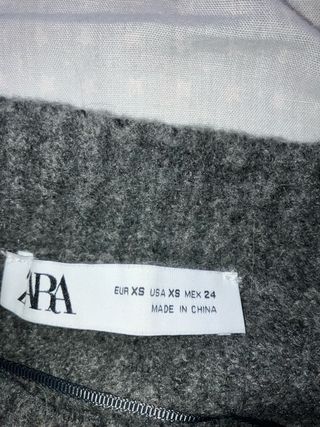 ZARA
EUR XS USA XS MEX 24
MADE IN CHINA